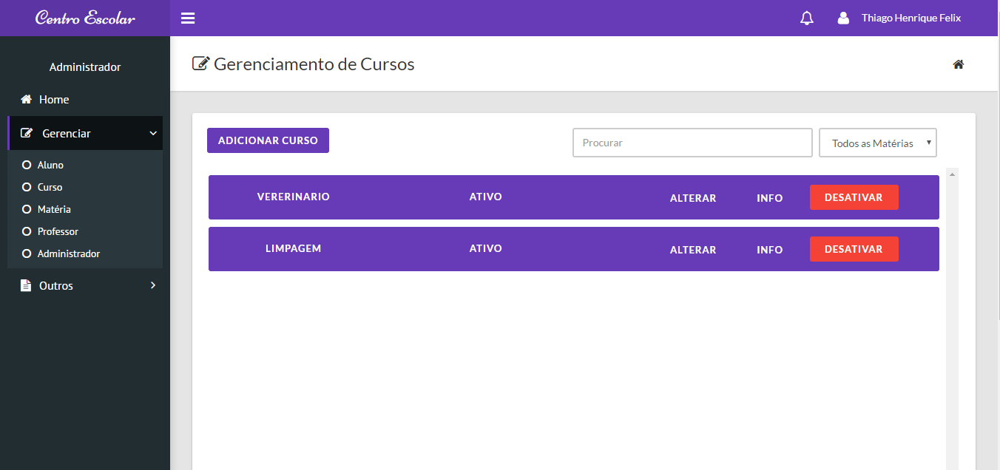 Centro Escolar
Thiago Henrique Felix
Administrador
Home
Gerenciar
Aluno
Curso
Matéria
Professor
Administrador
Outros
Gerenciamento de Cursos
ADICIONAR CURSO
Procurar
Todos as Matérias
VERERINARIO ATIVO ALTERAR INFO DESATIVAR
LIMPAGEM ATIVO ALTERAR INFO DESATIVAR